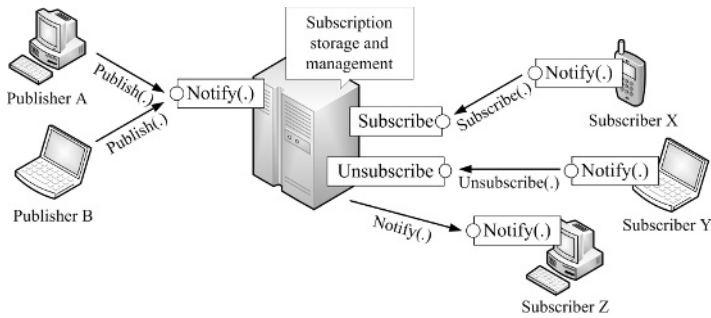 Subscription
storage and
management
Publisher A
Publish(.)
Notify(.)
Publish(.)
Publisher B
Subscribe
Subscribe(.)
Notify(.)
Subscriber X
Unsubscribe
Unsubscribe(.)
Notify(.)
Subscriber Y
Notify(.)
Notify(.)
Subscriber Z